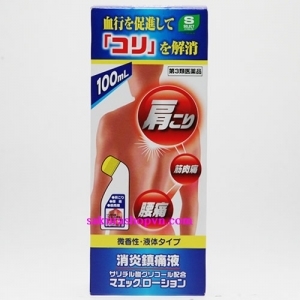 血行を促進して
「コリ」を解消
S
100mL
第3類医薬品
肩こり
筋肉痛
腰痛
微香性・液体タイプ
消炎鎮痛液
サリチル酸グリコール配合
マエック ローション